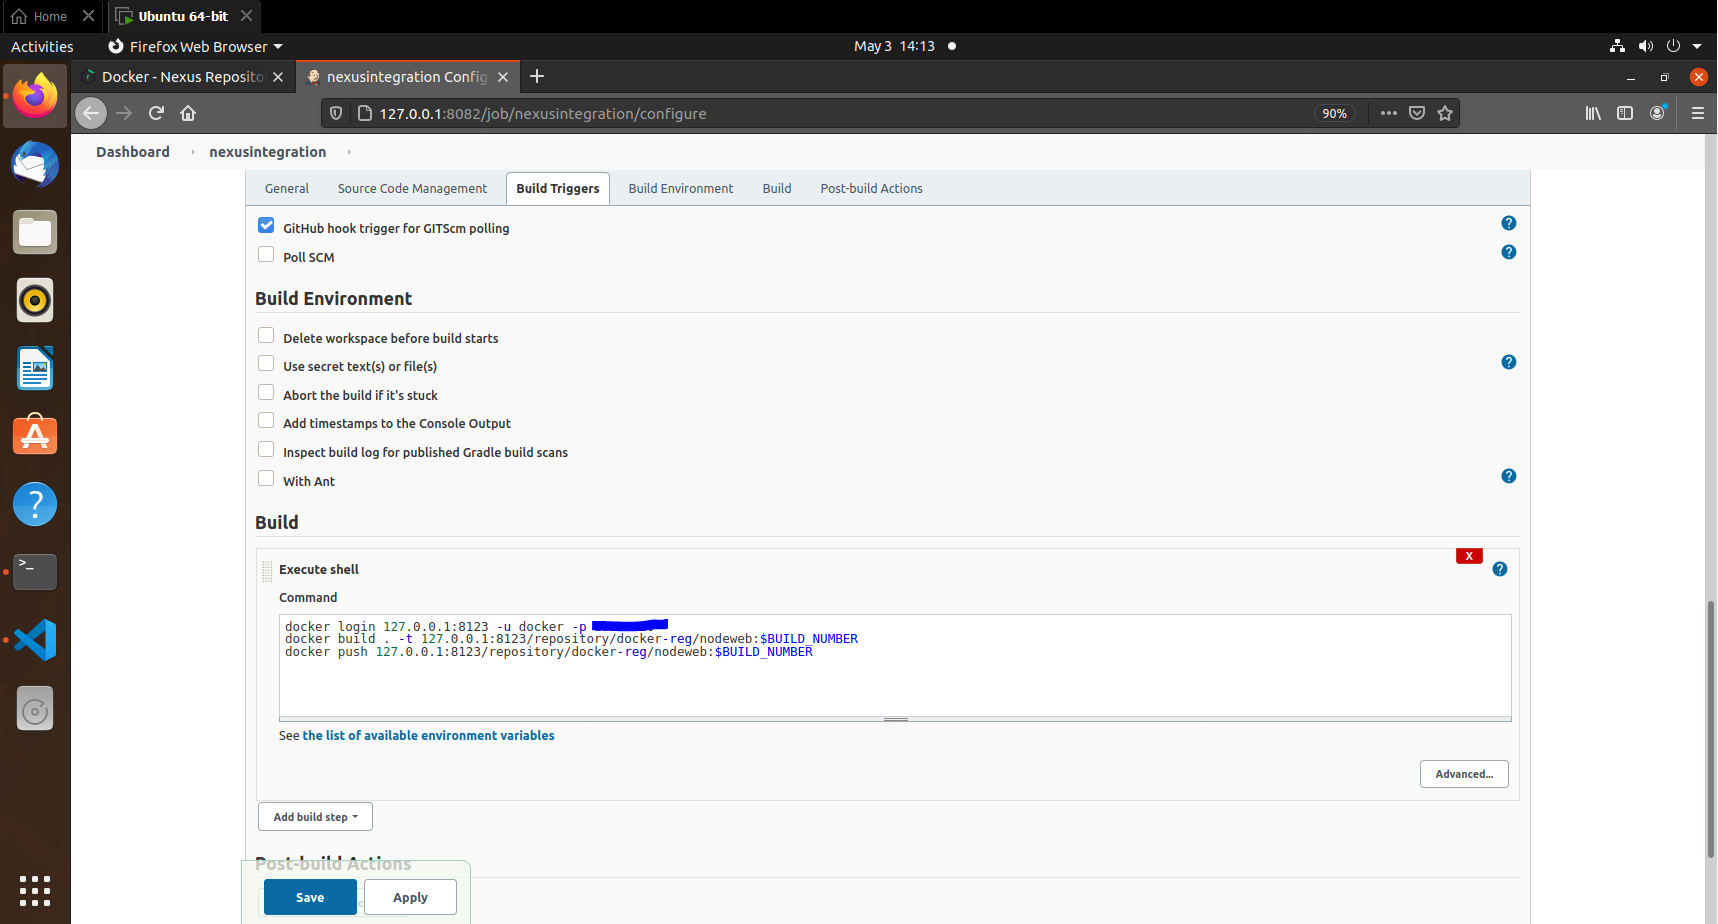 Home
Ubuntu 64-bit
Activities
Firefox Web Browser
May 3 14:13
Docker - Nexus Reposito
nexusintegration Config
127.0.0.1:8082/job/nexusintegration/configure
90%
Dashboard
nexusintegration
General
Source Code Management
Build Triggers
Build Environment
Build
Post-build Actions
GitHub hook trigger for GITScm polling
Poll SCM
Build Environment
Delete workspace before build starts
Use secret text(s) or file(s)
Abort the build if it's stuck
Add timestamps to the Console Output
Inspect build log for published Gradle build scans
With Ant
Build
X
Execute shell
Command
docker login 127.0.0.1:8123 -u docker -p
docker build . -t 127.0.0.1:8123/repository/docker-reg/nodeweb:$BUILD_NUMBER
docker push 127.0.0.1:8123/repository/docker-reg/nodeweb:$BUILD_NUMBER
See the list of available environment variables
Advanced...
Add build step
Post-build Actions
Save
Apply